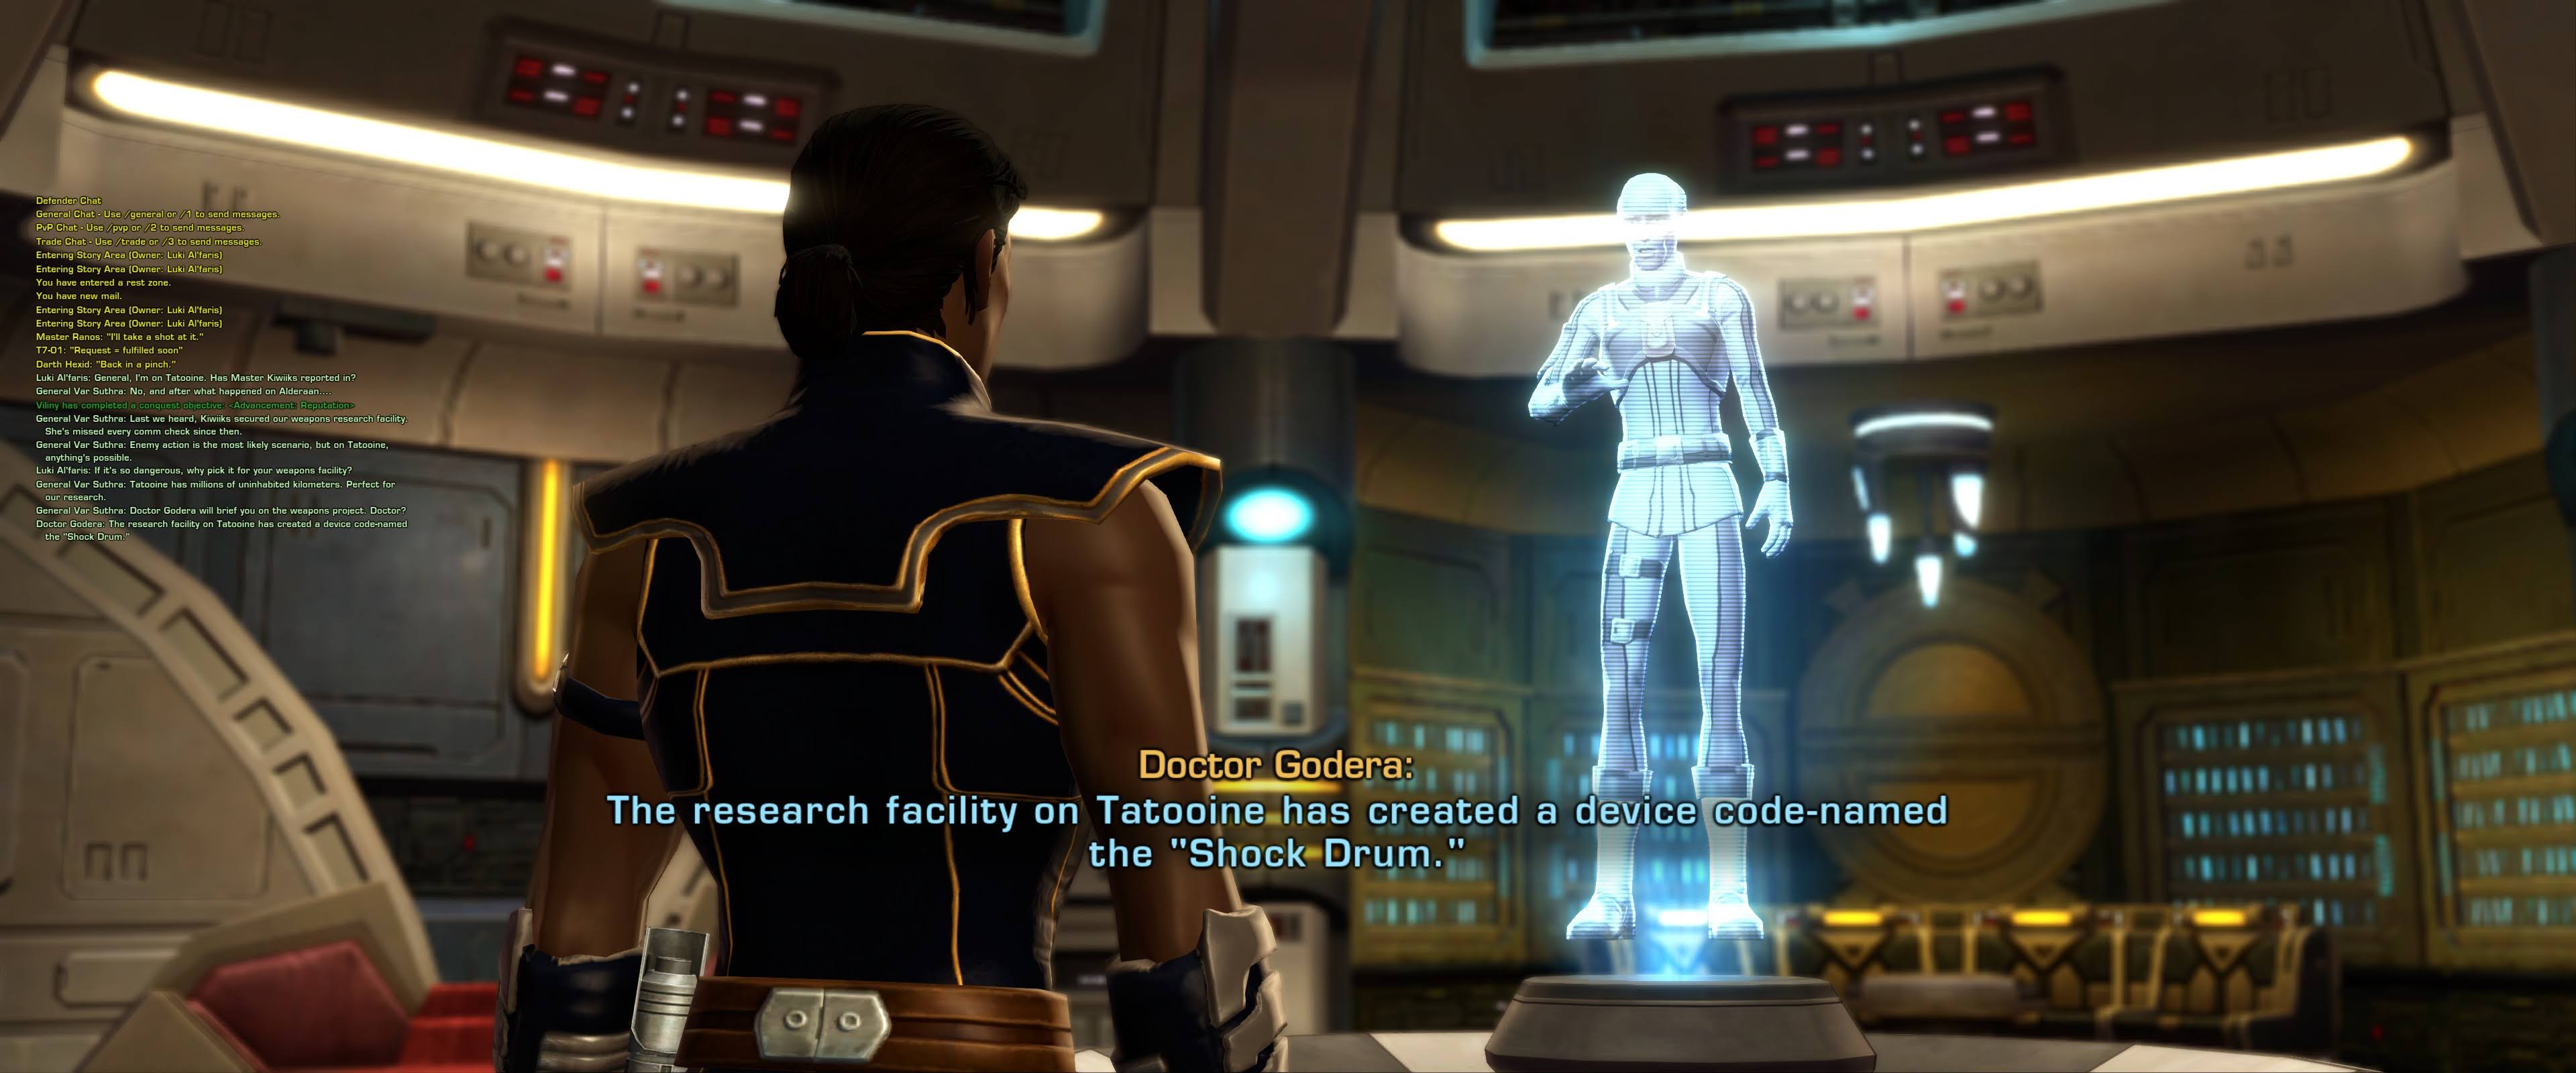 Defender Chat
General Chat - Use /general or /1 to send messages.
PvP Chat - Use /pvp or /2 to send messages.
Trade Chat - Use /trade or /3 to send messages.
Entering Story Area (Owner: Luki Al'faris)
Entering Story Area (Owner: Luki Al'faris)
You have entered a rest zone.
You have new mail.
Entering Story Area (Owner: Luki Al'faris)
Entering Story Area (Owner: Luki Al'faris)
Master Ranos: "I'll take a shot at it."
T7-01: "Request = fulfilled soon"
Darth Hexid: "Back in a pinch."
Luki Al'faris: General, I'm on Tatooine. Has Master Kiwiiks reported in?
General Var Suthra: No, and after what happened on Alderaan....
Viliny has completed a conquest objective: <Advancement: Reputation>
General Var Suthra: Last we heard, Kiwiiks secured our weapons research facility.
She's missed every comm check since then.
General Var Suthra: Enemy action is the most likely scenario, but on Tatooine,
anything's possible.
Luki Al'faris: If it's so dangerous, why pick it for your weapons facility?
General Var Suthra: Tatooine has millions of uninhabited kilometers. Perfect for
our research.
General Var Suthra: Doctor Godera will brief you on the weapons project. Doctor?
Doctor Godera: The research facility on Tatooine has created a device code-named
the "Shock Drum."
Doctor Godera:
The research facility on Tatooine has created a device code-named
the "Shock Drum."